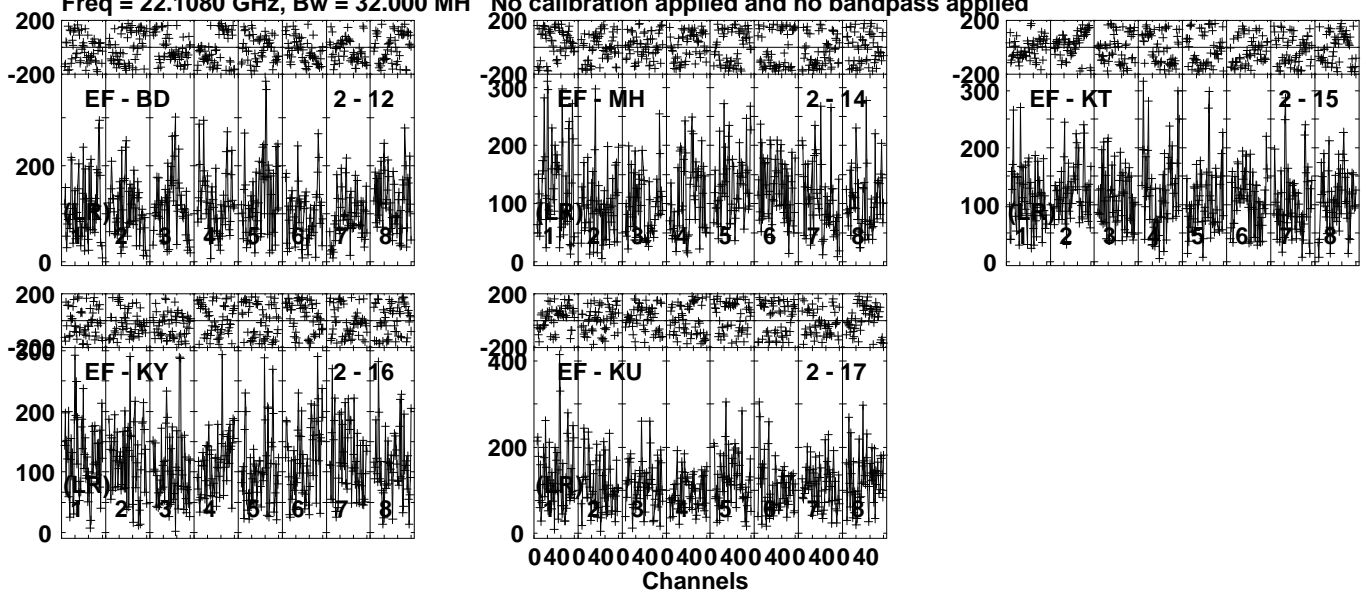 Freq = 22.1080 GHz, Bw = 32.000 MH No calibration applied and no bandpass applied
200
-200
EF - BD 2 - 12
200
(LR)
1 2 3 4 5 6 7 8
0
200
-200
300
EF - MH 2 - 14
200
100
(LR)
1 2 3 4 5 6 7 8
0
200
-200
300
EF - KT 2 - 15
200
100
(LR)
1 2 3 4 5 6 7 8
0
200
-200
300
EF - KY 2 - 16
200
100
(LR)
1 2 3 4 5 6 7 8
0
200
-200
400
EF - KU 2 - 17
200
(LR)
1 2 3 4 5 6 7 8
0
0 40 0 40 0 40 0 40 0 40 0 40 0 40 0 40
Channels